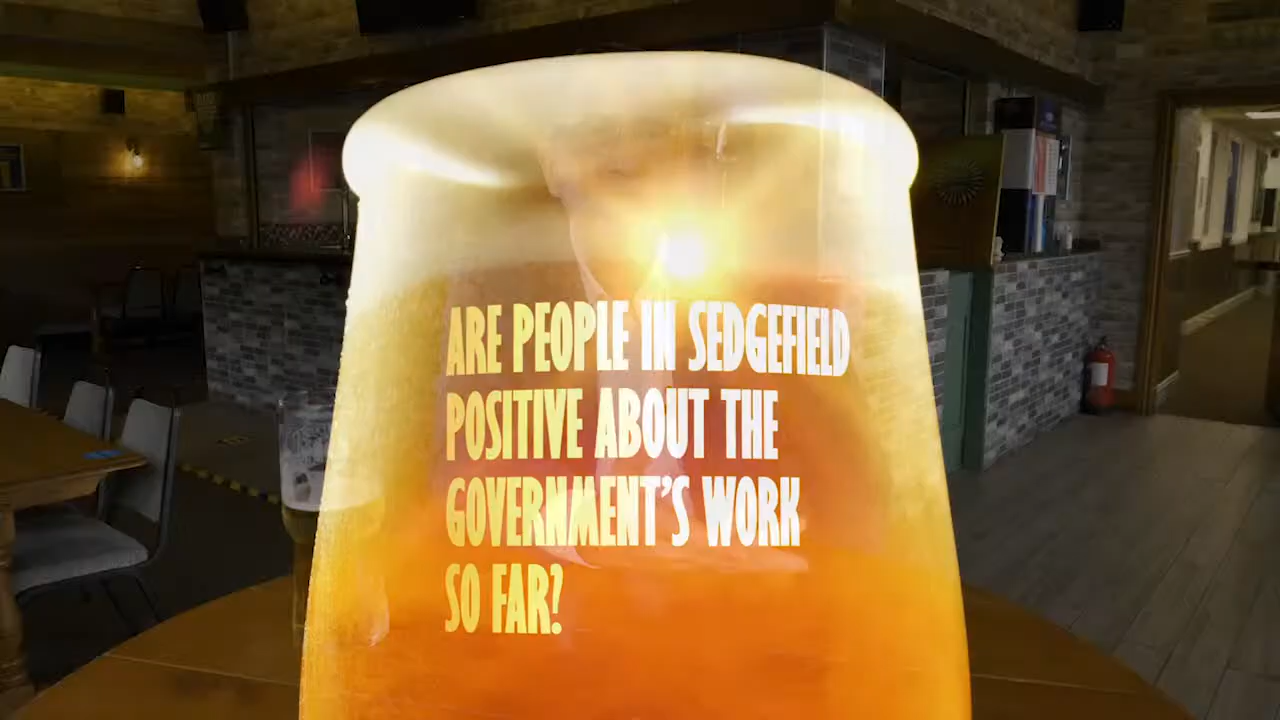 ARE PEOPLE IN SEDGEFIELD
POSITIVE ABOUT THE
GOVERNMENT'S WORK
SO FAR?